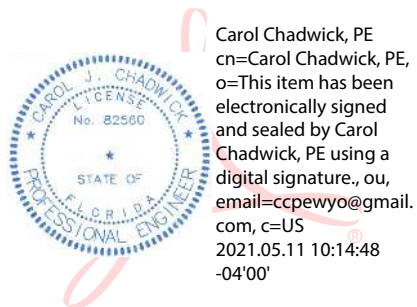 CAROL J. CHADWICK
LICENSE
No. 82560
STATE OF
FLORIDA
PROFESSIONAL ENGINEER
Carol Chadwick, PE
cn=Carol Chadwick, PE,
o=This item has been
electronically signed
and sealed by Carol
Chadwick, PE using a
digital signature., ou,
email=ccpewyo@gmail.
com, c=US
2021.05.11 10:14:48
-04'00'
®